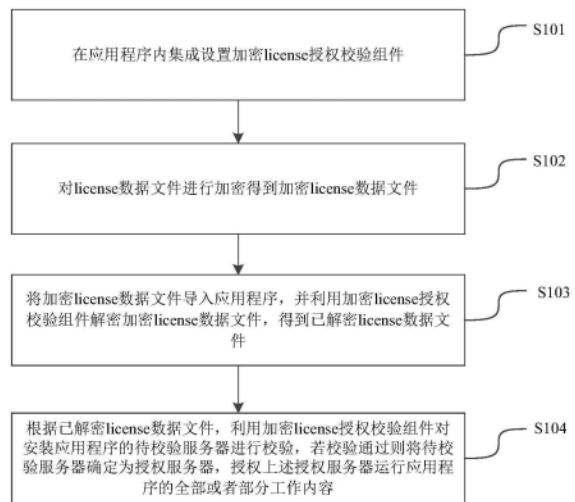 在应用程序内集成设置加密license授权校验组件
S101
对license数据文件进行加密得到加密license数据文件
S102
将加密license数据文件导入应用程序，并利用加密license授权
校验组件解密加密license数据文件，得到已解密license数据文
件
S103
根据已解密license数据文件，利用加密license授权校验组件对
安装应用程序的待校验服务器进行校验，若校验通过则将待校
验服务器确定为授权服务器，授权上述授权服务器运行应用程
序的全部或者部分工作内容
S104